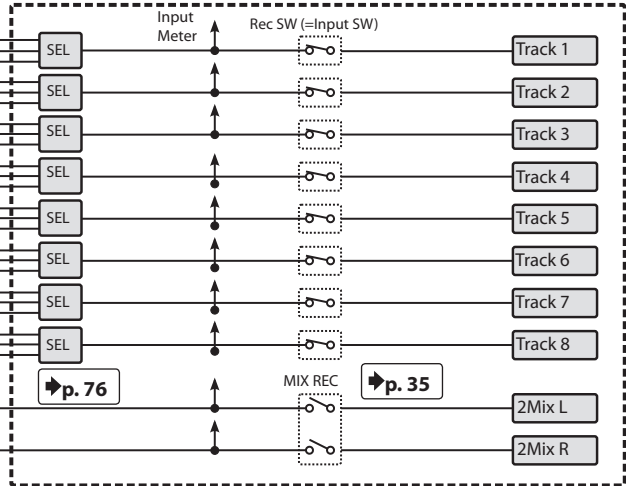 Input
Meter
Rec SW (=Input SW)
SEL
Track 1
SEL
Track 2
SEL
Track 3
SEL
Track 4
SEL
Track 5
SEL
Track 6
SEL
Track 7
SEL
Track 8
p. 76
MIX REC
p. 35
2Mix L
2Mix R